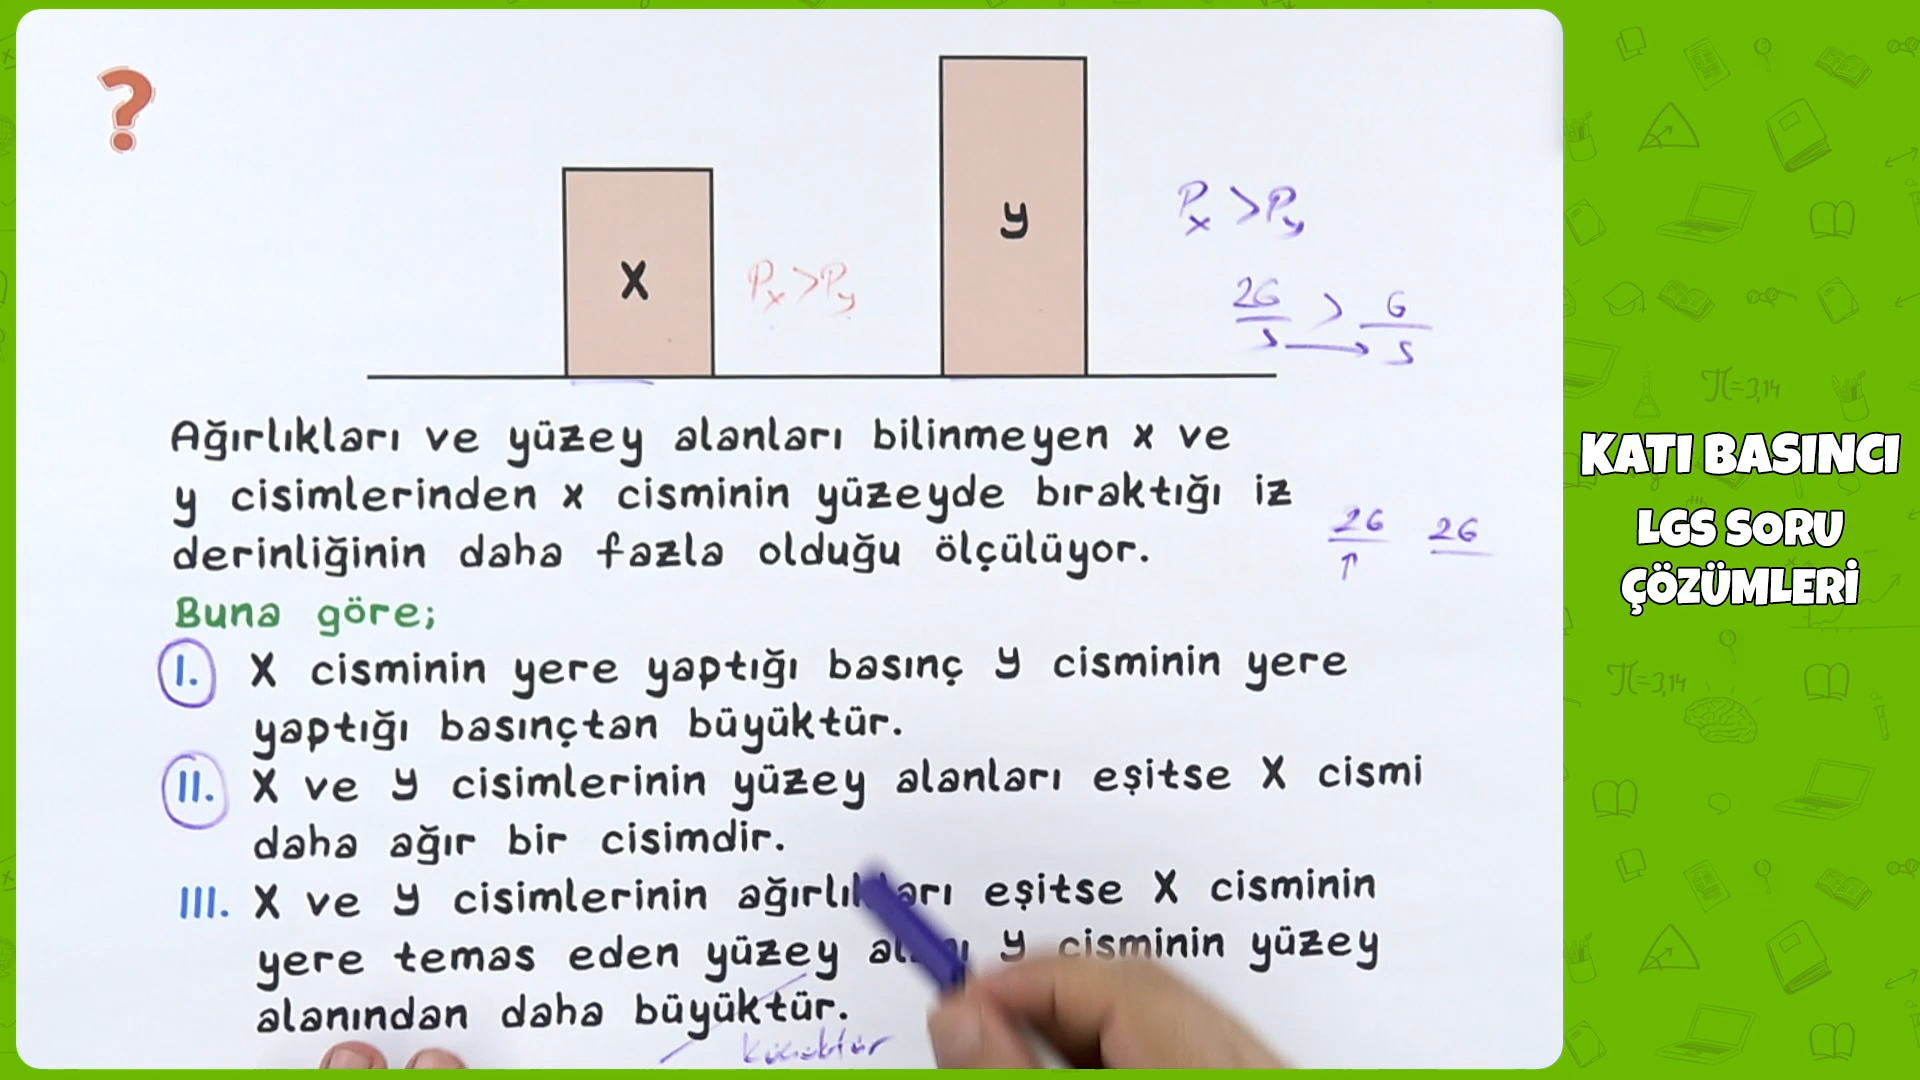 ?
x
y
Px > Py
Px > Py
2G/S > G/S
Ağırlıkları ve yüzey alanları bilinmeyen x ve
y cisimlerinden x cisminin yüzeyde bıraktığı iz
derinliğinin daha fazla olduğu ölçülüyor.
2G 2G
Buna göre;
I. X cisminin yere yaptığı basınç y cisminin yere
yaptığı basınçtan büyüktür.
II. X ve y cisimlerinin yüzey alanları eşitse X cismi
daha ağır bir cisimdir.
III. X ve y cisimlerinin ağırlıkları eşitse X cisminin
yere temas eden yüzey alanı y cisminin yüzey
alanından daha büyüktür.
küçüktür
KATI BASINCI
LGS SORU
ÇÖZÜMLERİ